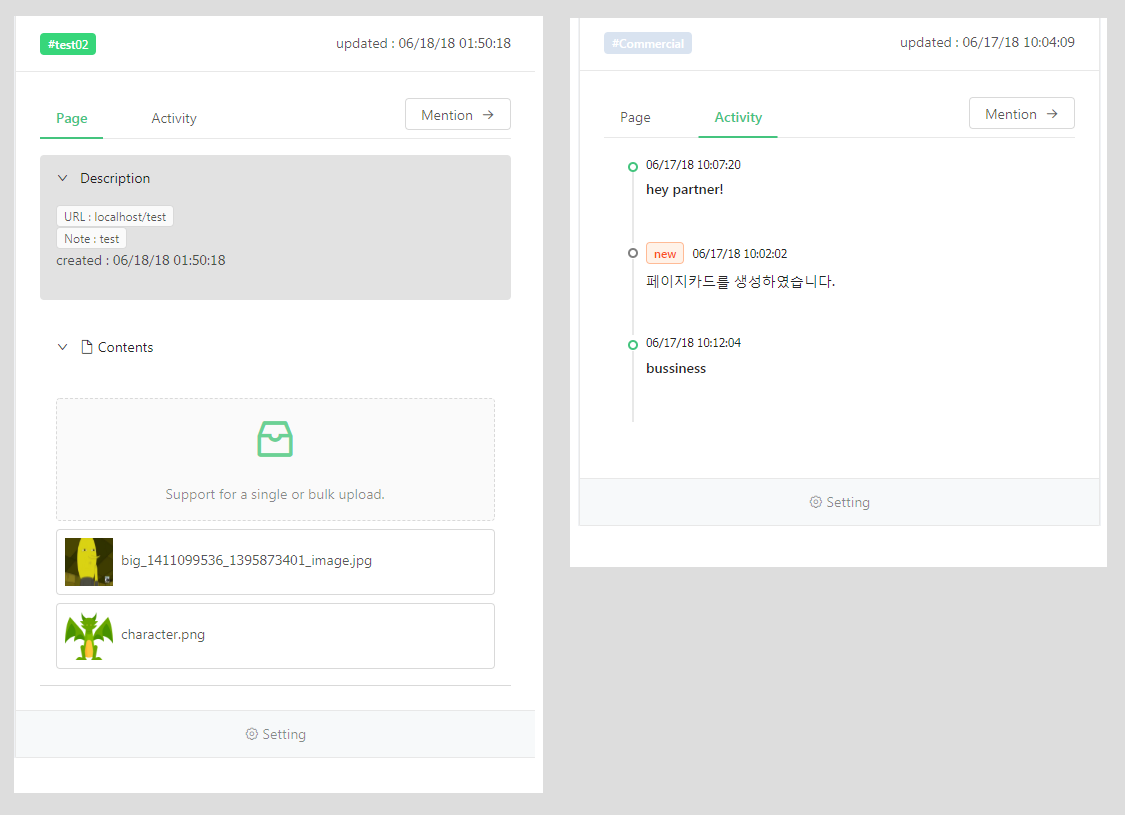 #test02
updated : 06/18/18 01:50:18
Page
Activity
Mention →
Description
URL : localhost/test
Note : test
created : 06/18/18 01:50:18
Contents
Support for a single or bulk upload.
big_1411099536_1395873401_image.jpg
character.png
Setting
#Commercial
updated : 06/17/18 10:04:09
Page
Activity
Mention →
06/17/18 10:07:20
hey partner!
new 06/17/18 10:02:02
페이지카드를 생성하였습니다.
06/17/18 10:12:04
bussiness
Setting